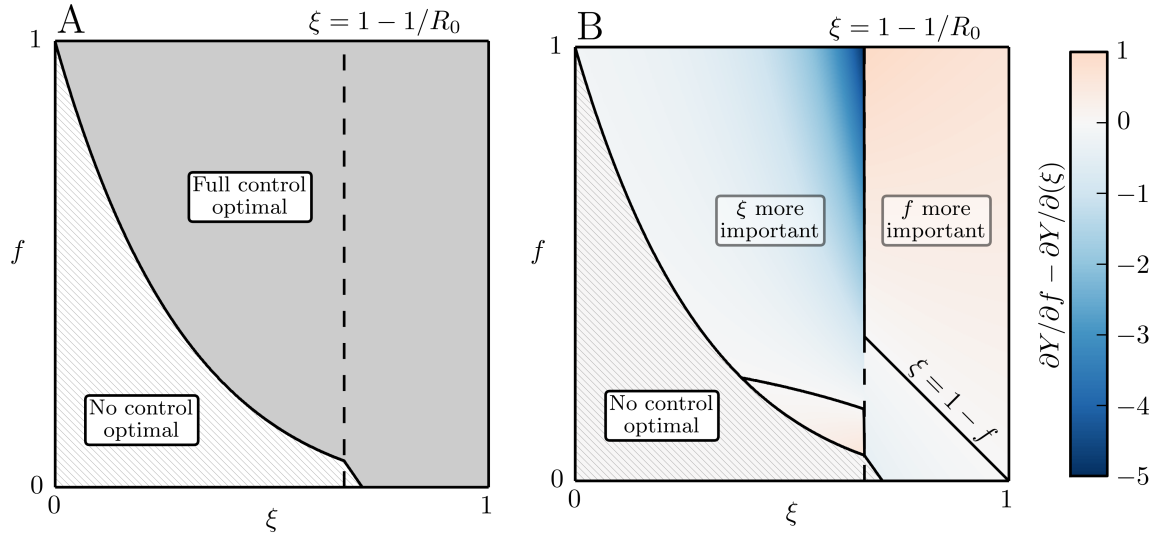 A
ξ = 1 − 1/R₀
1
f
Full control
optimal
No control
optimal
0
0
ξ
1
B
ξ = 1 − 1/R₀
1
f
ξ more
important
f more
important
No control
optimal
ξ = 1 − f
0
0
ξ
1
∂Y/∂f − ∂Y/∂(ξ)
1
0
−1
−2
−3
−4
−5